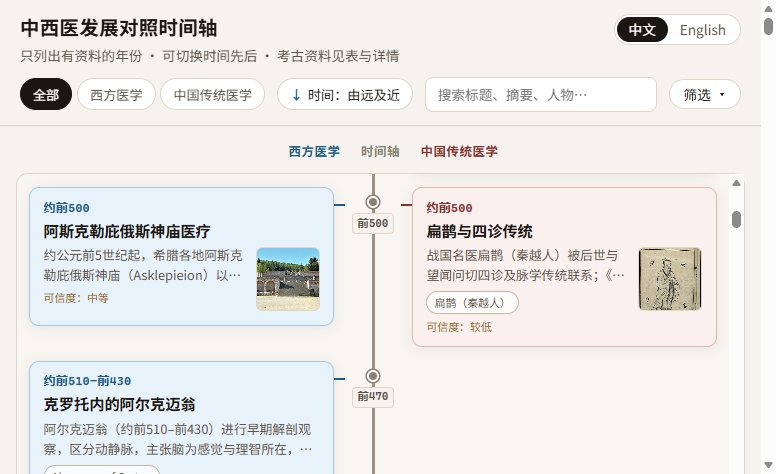 中西医发展对照时间轴
中文 English
只列出有资料的年份 • 可切换时间先后 • 考古资料见表与详情
全部 西方医学 中国传统医学 ↓ 时间：由远及近 搜索标题、摘要、人物… 筛选
西方医学 时间轴 中国传统医学
约前500
阿斯克勒庇俄斯神庙医疗
约公元前5世纪起，希腊各地阿斯克
勒庇俄斯神庙（Asklepieion）以…
可信度：中等
前500
约前500
扁鹊与四诊传统
战国名医扁鹊（秦越人）被后世与
望闻问切四诊及脉学传统联系；《…
扁鹊（秦越人）
可信度：较低
约前510–前430
克罗托内的阿尔克迈翁
阿尔克迈翁（约前510–前430）进行早期解剖观
察，区分动静脉，主张脑为感觉与理智所在，…
前470